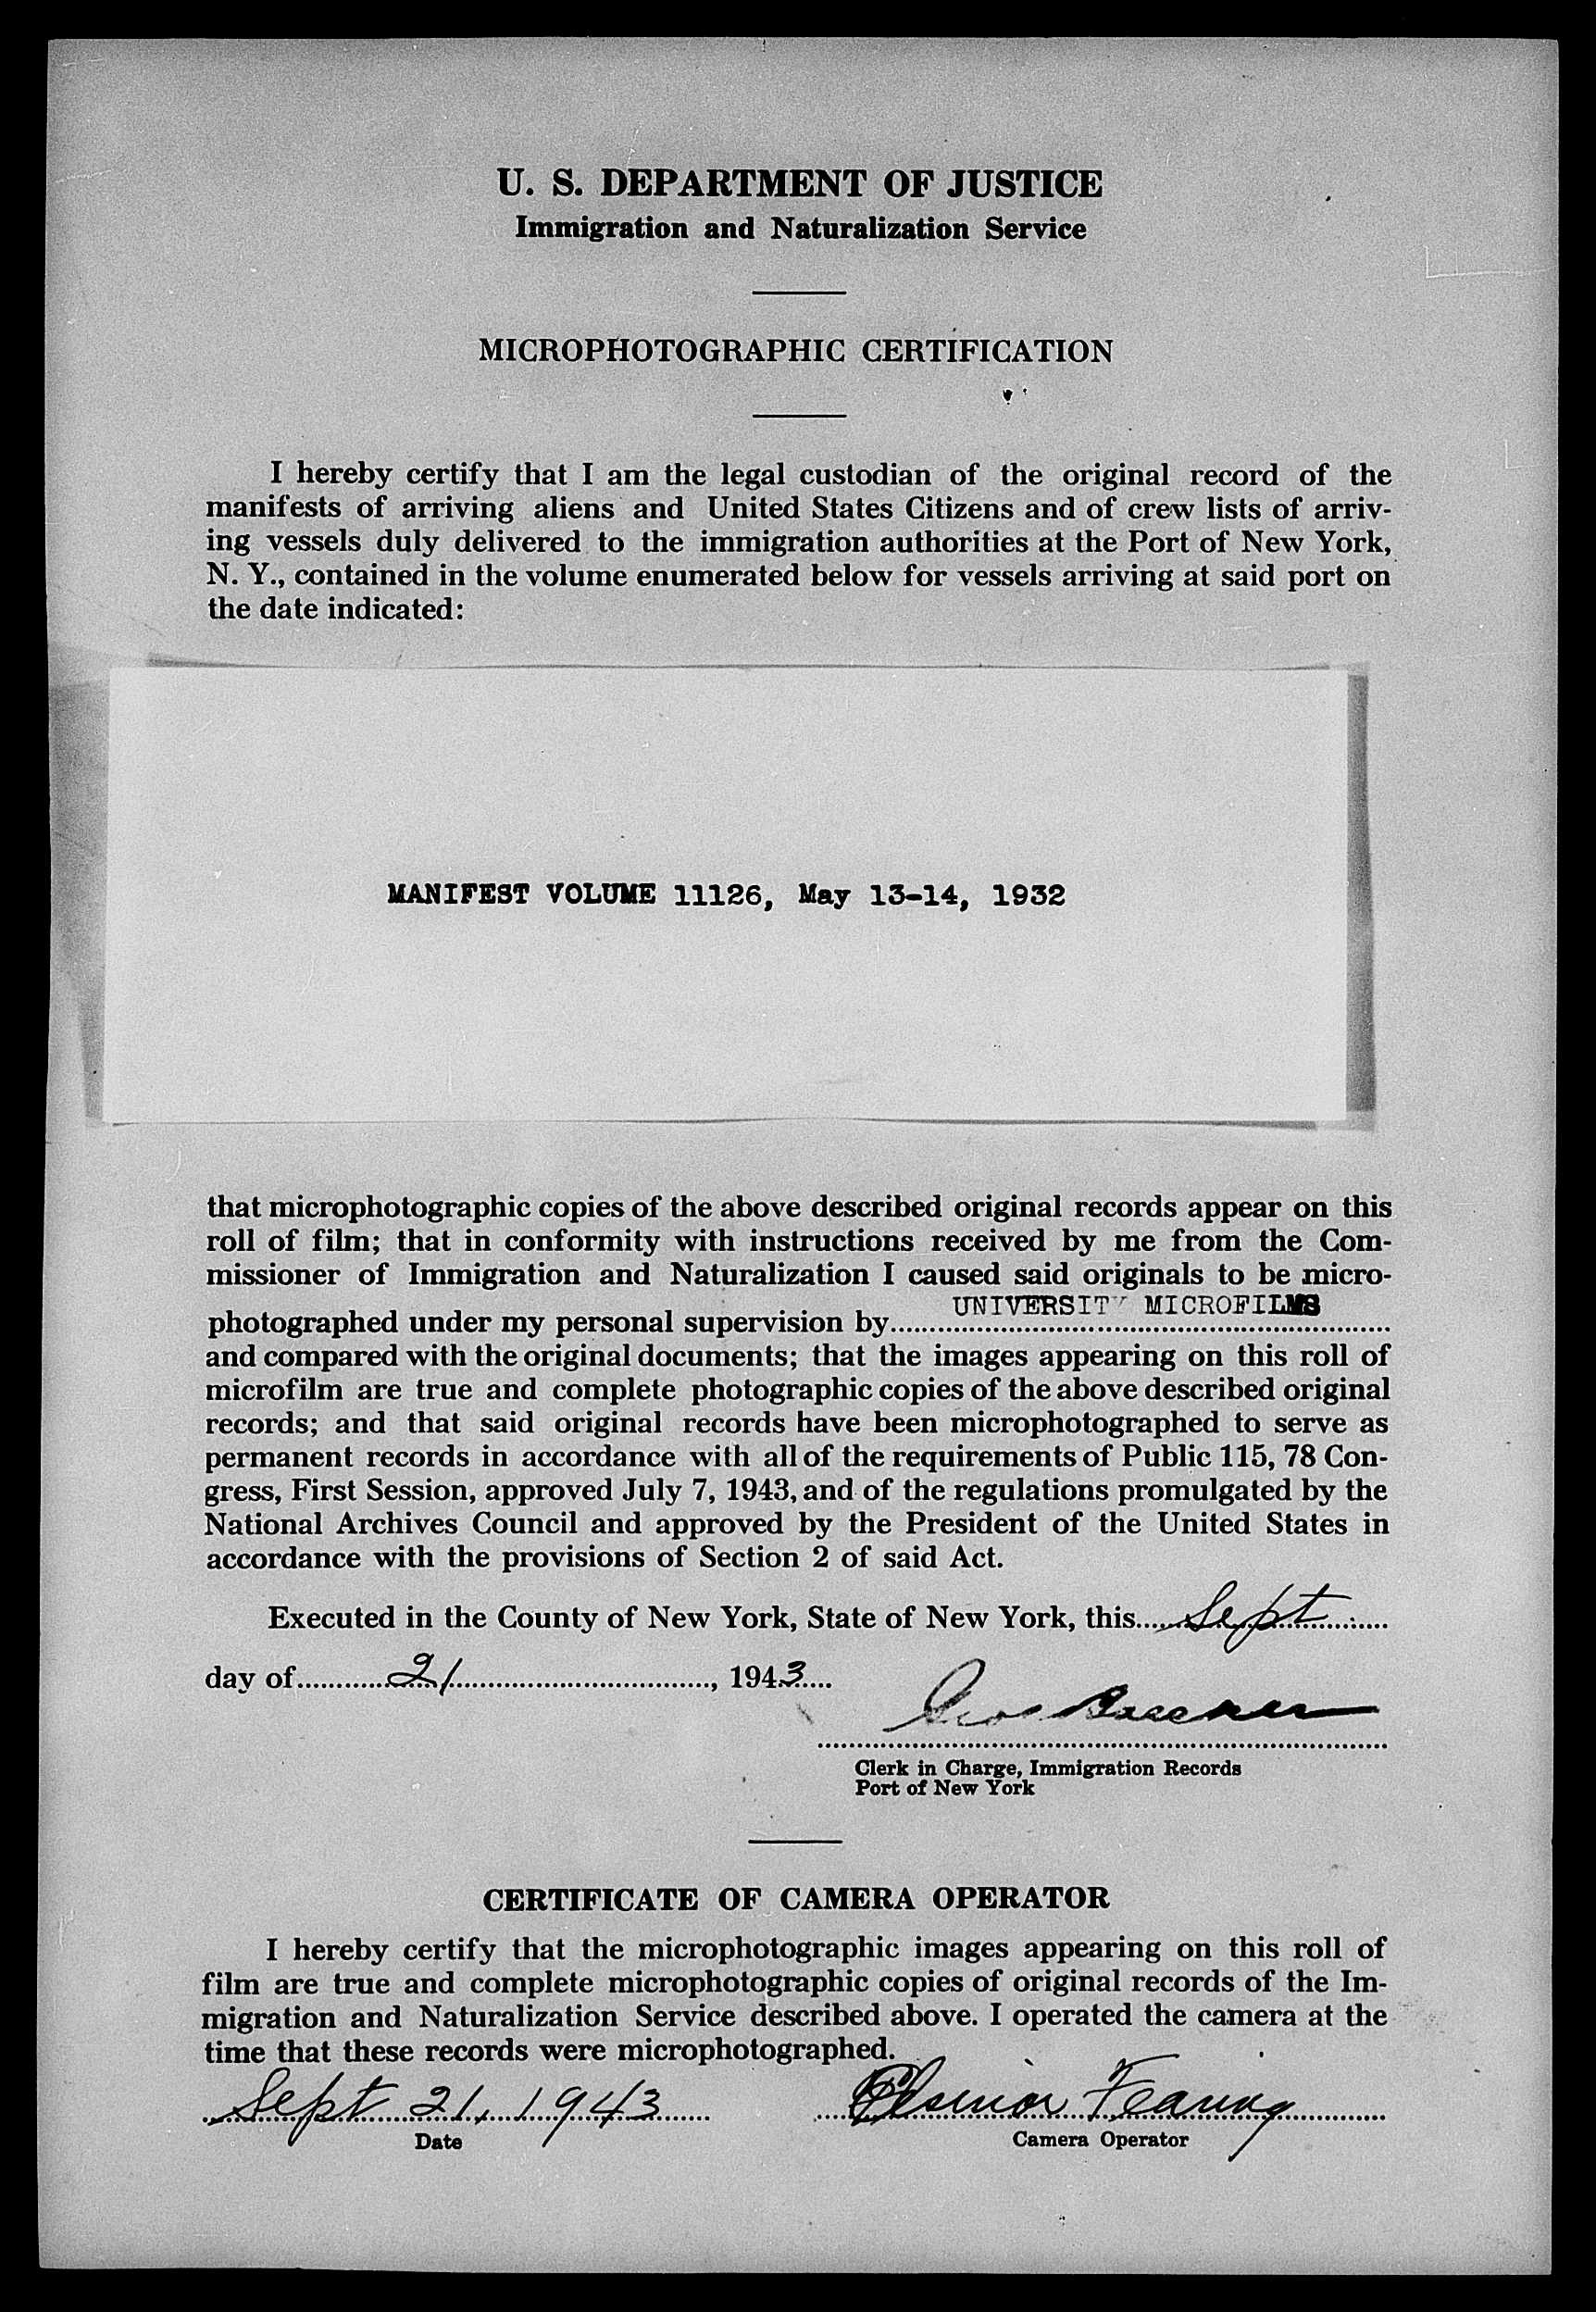 U. S. DEPARTMENT OF JUSTICE
Immigration and Naturalization Service
MICROPHOTOGRAPHIC CERTIFICATION
I hereby certify that I am the legal custodian of the original record of the
manifests of arriving aliens and United States Citizens and of crew lists of arriv-
ing vessels duly delivered to the immigration authorities at the Port of New York,
N. Y., contained in the volume enumerated below for vessels arriving at said port on
the date indicated:
MANIFEST VOLUME 11126, May 13-14, 1932
that microphotographic copies of the above described original records appear on this
roll of film; that in conformity with instructions received by me from the Com-
missioner of Immigration and Naturalization I caused said originals to be micro-
photographed under my personal supervision by UNIVERSITY MICROFILMS
and compared with the original documents; that the images appearing on this roll of
microfilm are true and complete photographic copies of the above described original
records; and that said original records have been microphotographed to serve as
permanent records in accordance with all of the requirements of Public 115, 78 Con-
gress, First Session, approved July 7, 1943, and of the regulations promulgated by the
National Archives Council and approved by the President of the United States in
accordance with the provisions of Section 2 of said Act.
Executed in the County of New York, State of New York, this Sept
day of 21, 1943
Clerk in Charge, Immigration Records
Port of New York
CERTIFICATE OF CAMERA OPERATOR
I hereby certify that the microphotographic images appearing on this roll of
film are true and complete microphotographic copies of original records of the Im-
migration and Naturalization Service described above. I operated the camera at the
time that these records were microphotographed.
Sept 21, 1943
Date
Camera Operator